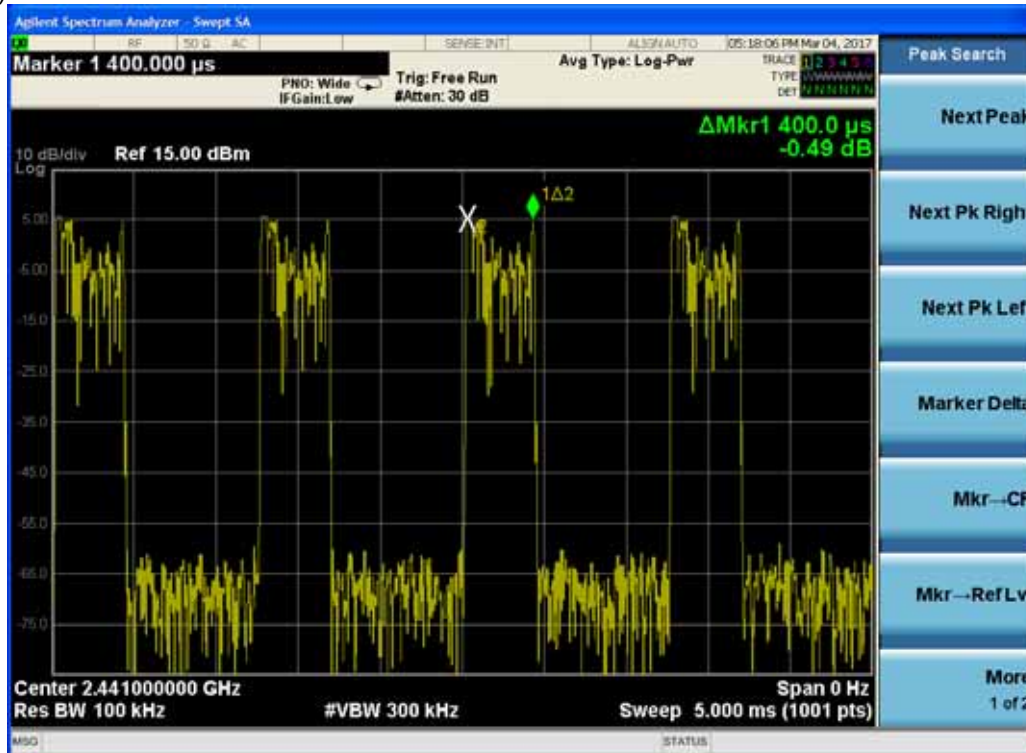 Agilent Spectrum Analyzer - Swept SA
RF 50 Ω AC SENSE:INT ALIGN AUTO 05:18:06 PM Mar 04, 2017
Marker 1 400.000 μs
PNO: Wide
IFGain:Low
Trig: Free Run
#Atten: 30 dB
Avg Type: Log-Pwr
TRACE 1 2 3 4 5 6
TYPE
DET N N N N N N
ΔMkr1 400.0 μs
-0.49 dB
10 dB/div Ref 15.00 dBm
Log
5.00
-5.00
-15.0
-25.0
-35.0
-45.0
-55.0
-65.0
-75.0
X
1Δ2
Center 2.441000000 GHz Span 0 Hz
Res BW 100 kHz #VBW 300 kHz Sweep 5.000 ms (1001 pts)
MSG STATUS
Peak Search
Next Peak
Next Pk Righ
Next Pk Lef
Marker Delta
Mkr→CF
Mkr→Ref Lv
More
1 of 2